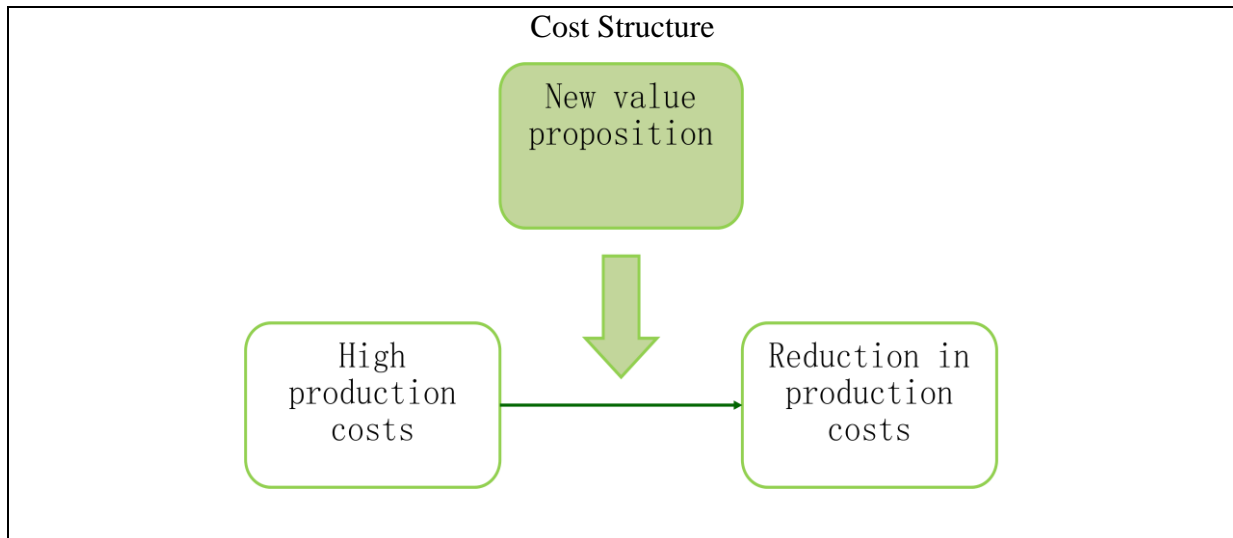 Cost Structure
New value
proposition
High
production
costs
Reduction in
production
costs